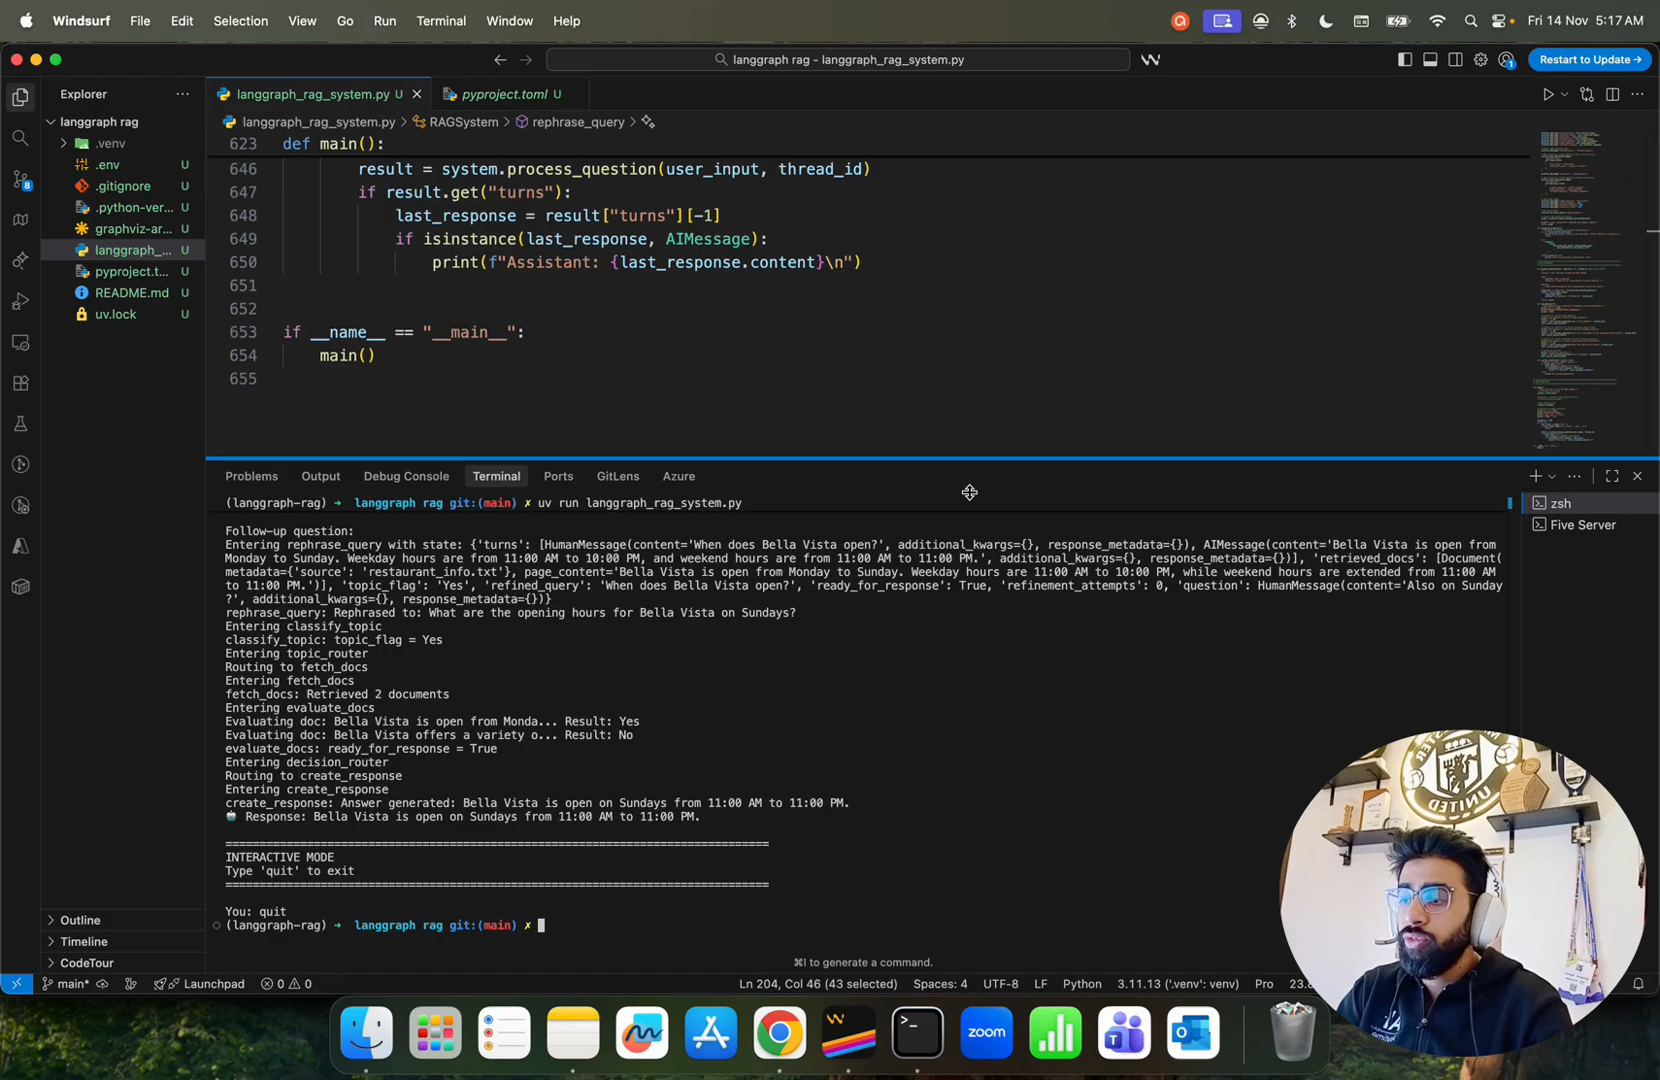 Windsurf File Edit Selection View Go Run Terminal Window Help Fri 14 Nov 5:17 AM
langgraph rag - langgraph_rag_system.py
Restart to Update →
Explorer
langgraph_rag_system.py U
pyproject.toml U
langgraph rag
langgraph_rag_system.py > RAGSystem > rephrase_query >
.venv
.env U
.gitignore U
.python-ver... U
graphviz-ar... U
langgraph_... U
pyproject.t... U
README.md U
uv.lock U
623 def main():
646 result = system.process_question(user_input, thread_id)
647 if result.get("turns"):
648 last_response = result["turns"][-1]
649 if isinstance(last_response, AIMessage):
650 print(f"Assistant: {last_response.content}\n")
651
652
653 if __name__ == "__main__":
654 main()
655
Problems Output Debug Console Terminal Ports GitLens Azure
zsh
Five Server
(langgraph-rag) → langgraph rag git:(main) ✗ uv run langgraph_rag_system.py
Follow-up question:
Entering rephrase_query with state: {'turns': [HumanMessage(content='When does Bella Vista open?', additional_kwargs={}, response_metadata={}), AIMessage(content='Bella Vista is open from
Monday to Sunday. Weekday hours are from 11:00 AM to 10:00 PM, and weekend hours are from 11:00 AM to 11:00 PM.', additional_kwargs={}, response_metadata={})], 'retrieved_docs': [Document(
metadata={'source': 'restaurant_info.txt'}, page_content='Bella Vista is open from Monday to Sunday. Weekday hours are 11:00 AM to 10:00 PM, while weekend hours are extended from 11:00 AM
to 11:00 PM.')], 'topic_flag': 'Yes', 'refined_query': 'When does Bella Vista open?', 'ready_for_response': True, 'refinement_attempts': 0, 'question': HumanMessage(content='Also on Sunday
?', additional_kwargs={}, response_metadata={})}
rephrase_query: Rephrased to: What are the opening hours for Bella Vista on Sundays?
Entering classify_topic
classify_topic: topic_flag = Yes
Entering topic_router
Routing to fetch_docs
Entering fetch_docs
fetch_docs: Retrieved 2 documents
Entering evaluate_docs
Evaluating doc: Bella Vista is open from Monda... Result: Yes
Evaluating doc: Bella Vista offers a variety o... Result: No
evaluate_docs: ready_for_response = True
Entering decision_router
Routing to create_response
Entering create_response
create_response: Answer generated: Bella Vista is open on Sundays from 11:00 AM to 11:00 PM.
Response: Bella Vista is open on Sundays from 11:00 AM to 11:00 PM.
INTERACTIVE MODE
Type 'quit' to exit
You: quit
(langgraph-rag) → langgraph rag git:(main) ✗
Outline
Timeline
CodeTour
⌘I to generate a command.
main* Launchpad 0 0 Ln 204, Col 46 (43 selected) Spaces: 4 UTF-8 LF Python 3.11.13 ('.venv': venv) Pro
UNITED
zoom